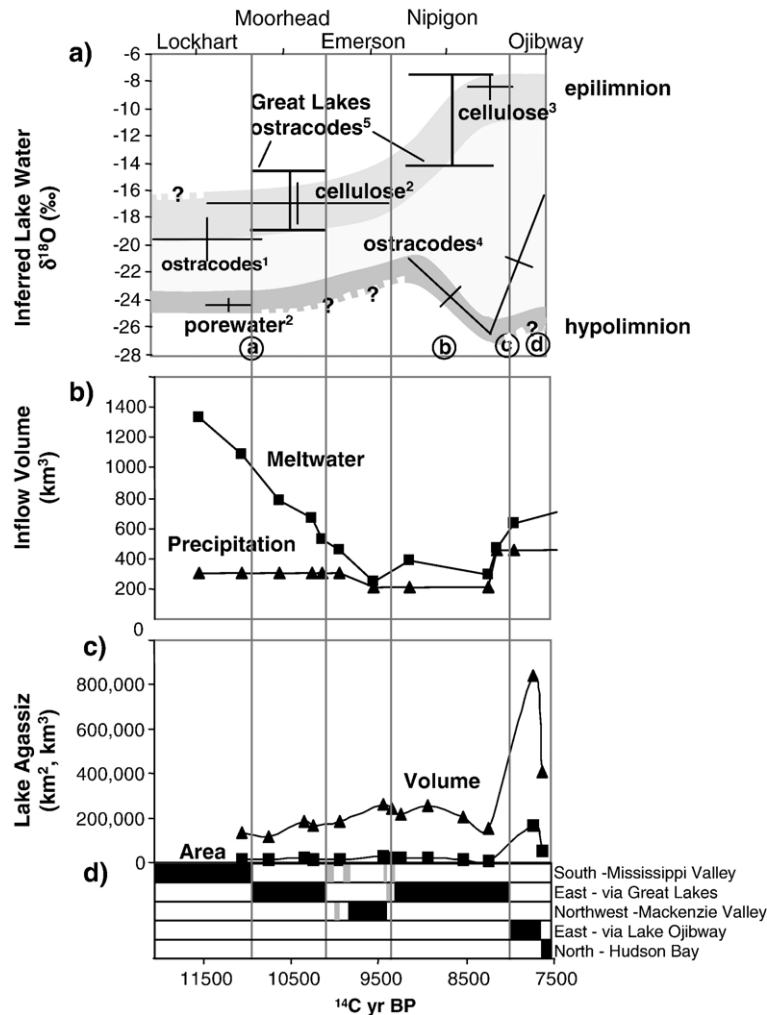 Moorhead Nipigon
Lockhart Emerson Ojibway
a)
-6
-8
-10
-12
-14
-16
-18
-20
-22
-24
-26
-28
Inferred Lake Water
δ¹⁸O (‰)
epilimnion
Great Lakes
ostracodes⁵
cellulose³
?
cellulose²
ostracodes⁴
ostracodes¹
? ?
porewater²
hypolimnion
?
a b c d
b)
1400
1200
1000
800
600
400
200
0
Inflow Volume
(km³)
Meltwater
Precipitation
c)
800,000
600,000
400,000
200,000
0
Lake Agassiz
(km², km³)
Volume
Area
d)
South -Mississippi Valley
East - via Great Lakes
Northwest -Mackenzie Valley
East - via Lake Ojibway
North - Hudson Bay
11500 10500 9500 8500 7500
¹⁴C yr BP